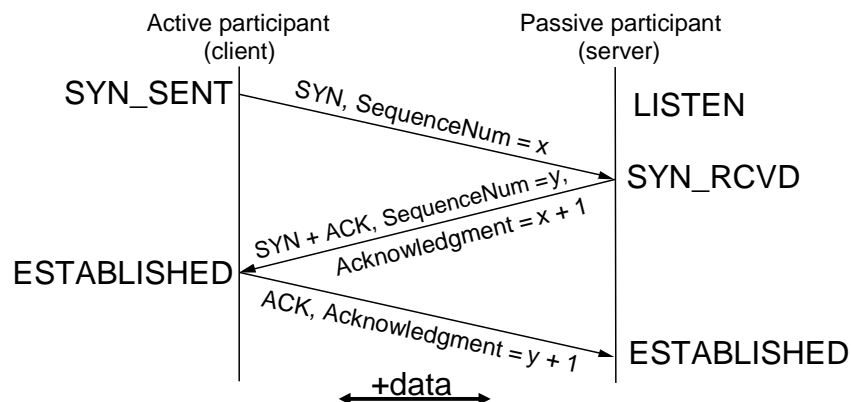 Active participant
(client)
Passive participant
(server)
SYN_SENT
SYN, SequenceNum = x
LISTEN
SYN_RCVD
SYN + ACK, SequenceNum =y,
Acknowledgment = x + 1
ESTABLISHED
ACK, Acknowledgment = y + 1
ESTABLISHED
+data